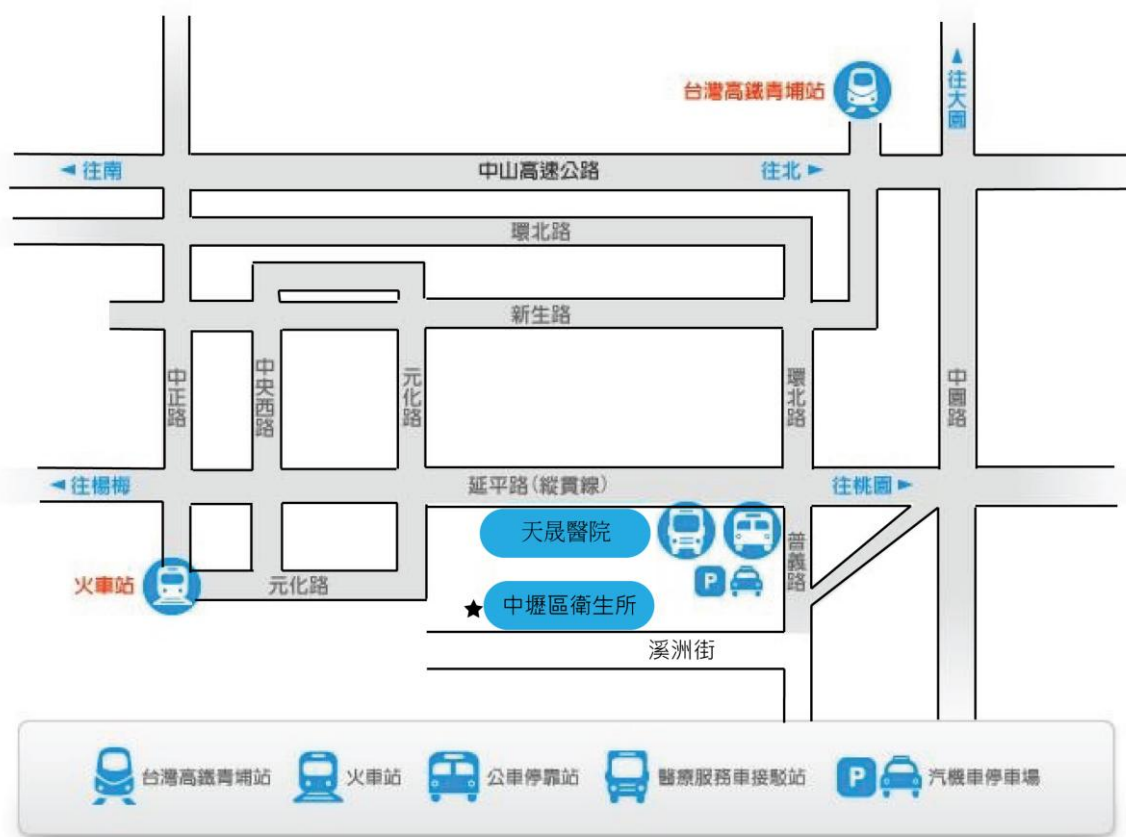 台灣高鐵青埔站
▲往大園
◄ 往南
中山高速公路
往北 ►
環北路
新生路
中正路
中央西路
元化路
環北路
中園路
◄ 往楊梅
延平路(縱貫線)
往桃園 ►
天晟醫院
普義路
火車站
元化路
P
★ 中壢區衛生所
溪洲街
台灣高鐵青埔站
火車站
公車停靠站
醫療服務車接駁站
P
汽機車停車場